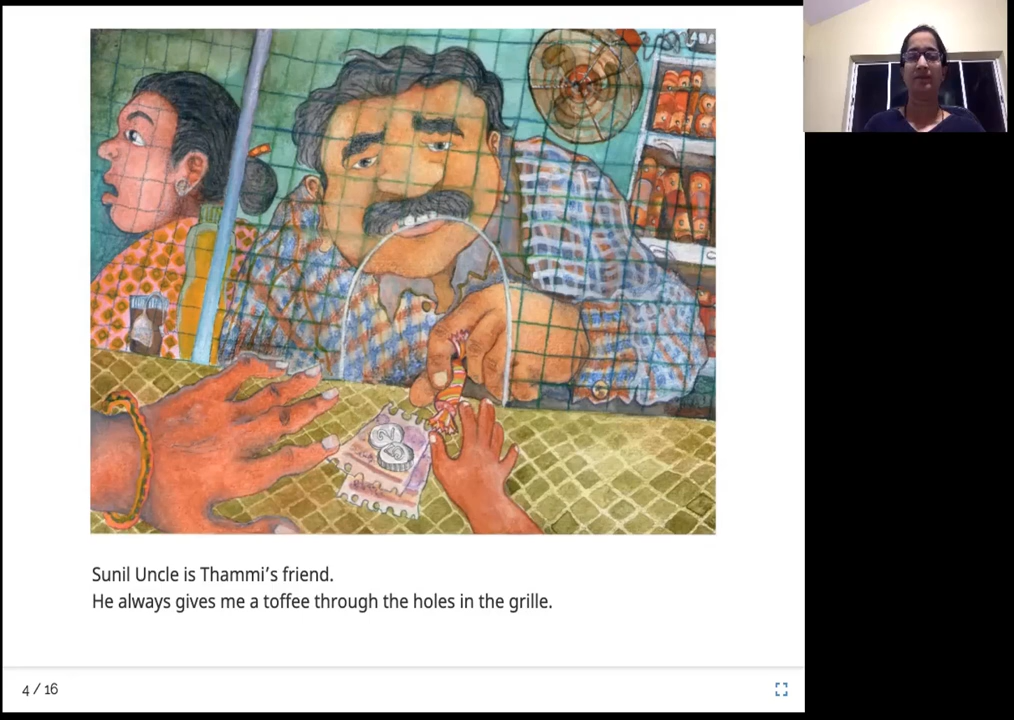 Sunil Uncle is Thammi's friend.
He always gives me a toffee through the holes in the grille.
4 / 16